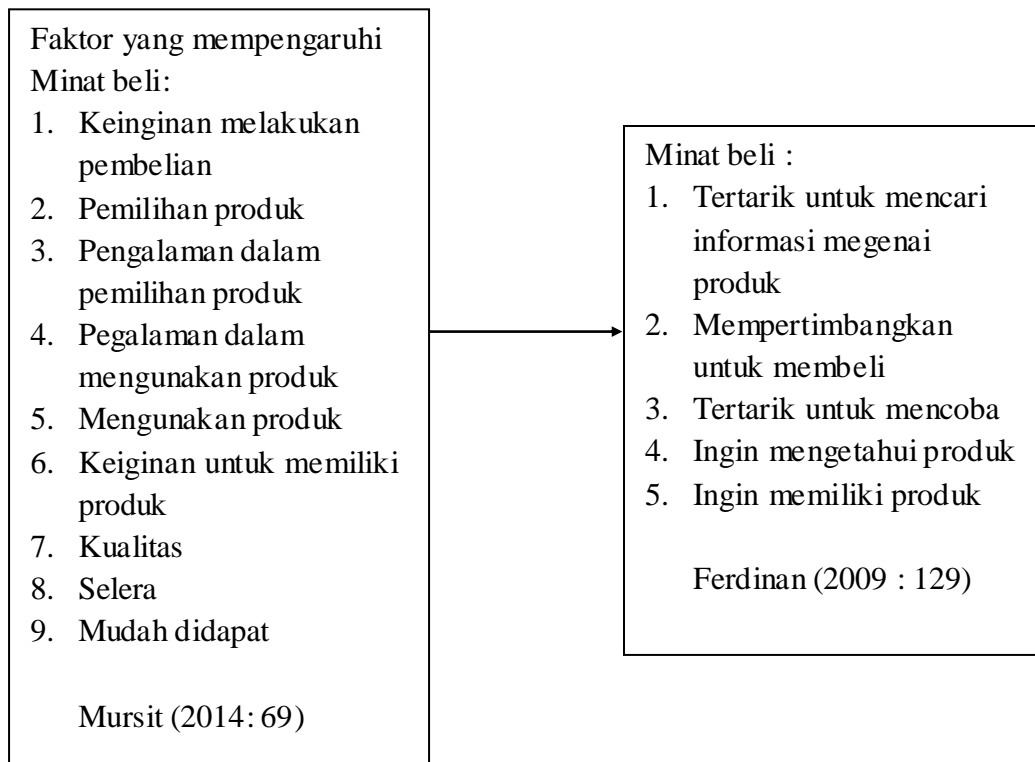 Faktor yang mempengaruhi
Minat beli:
1. Keinginan melakukan
pembelian
2. Pemilihan produk
3. Pengalaman dalam
pemilihan produk
4. Pegalaman dalam
mengunakan produk
5. Mengunakan produk
6. Keiginan untuk memiliki
produk
7. Kualitas
8. Selera
9. Mudah didapat
Mursit (2014: 69)
Minat beli :
1. Tertarik untuk mencari
informasi megenai
produk
2. Mempertimbangkan
untuk membeli
3. Tertarik untuk mencoba
4. Ingin mengetahui produk
5. Ingin memiliki produk
Ferdinan (2009 : 129)